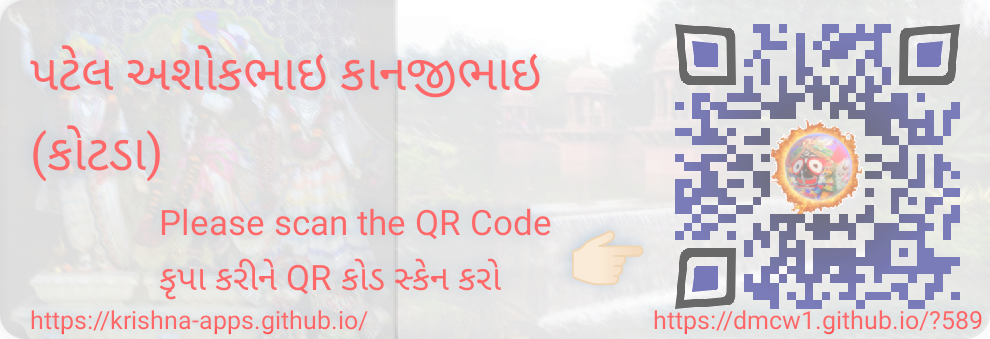 પટેલ અશોકભાઇ કાનજીભાઇ
(કોટડા)
Please scan the QR Code
કૃપા કરીને QR કોડ સ્કેન કરો
https://krishna-apps.github.io/
https://dmcw1.github.io/?589